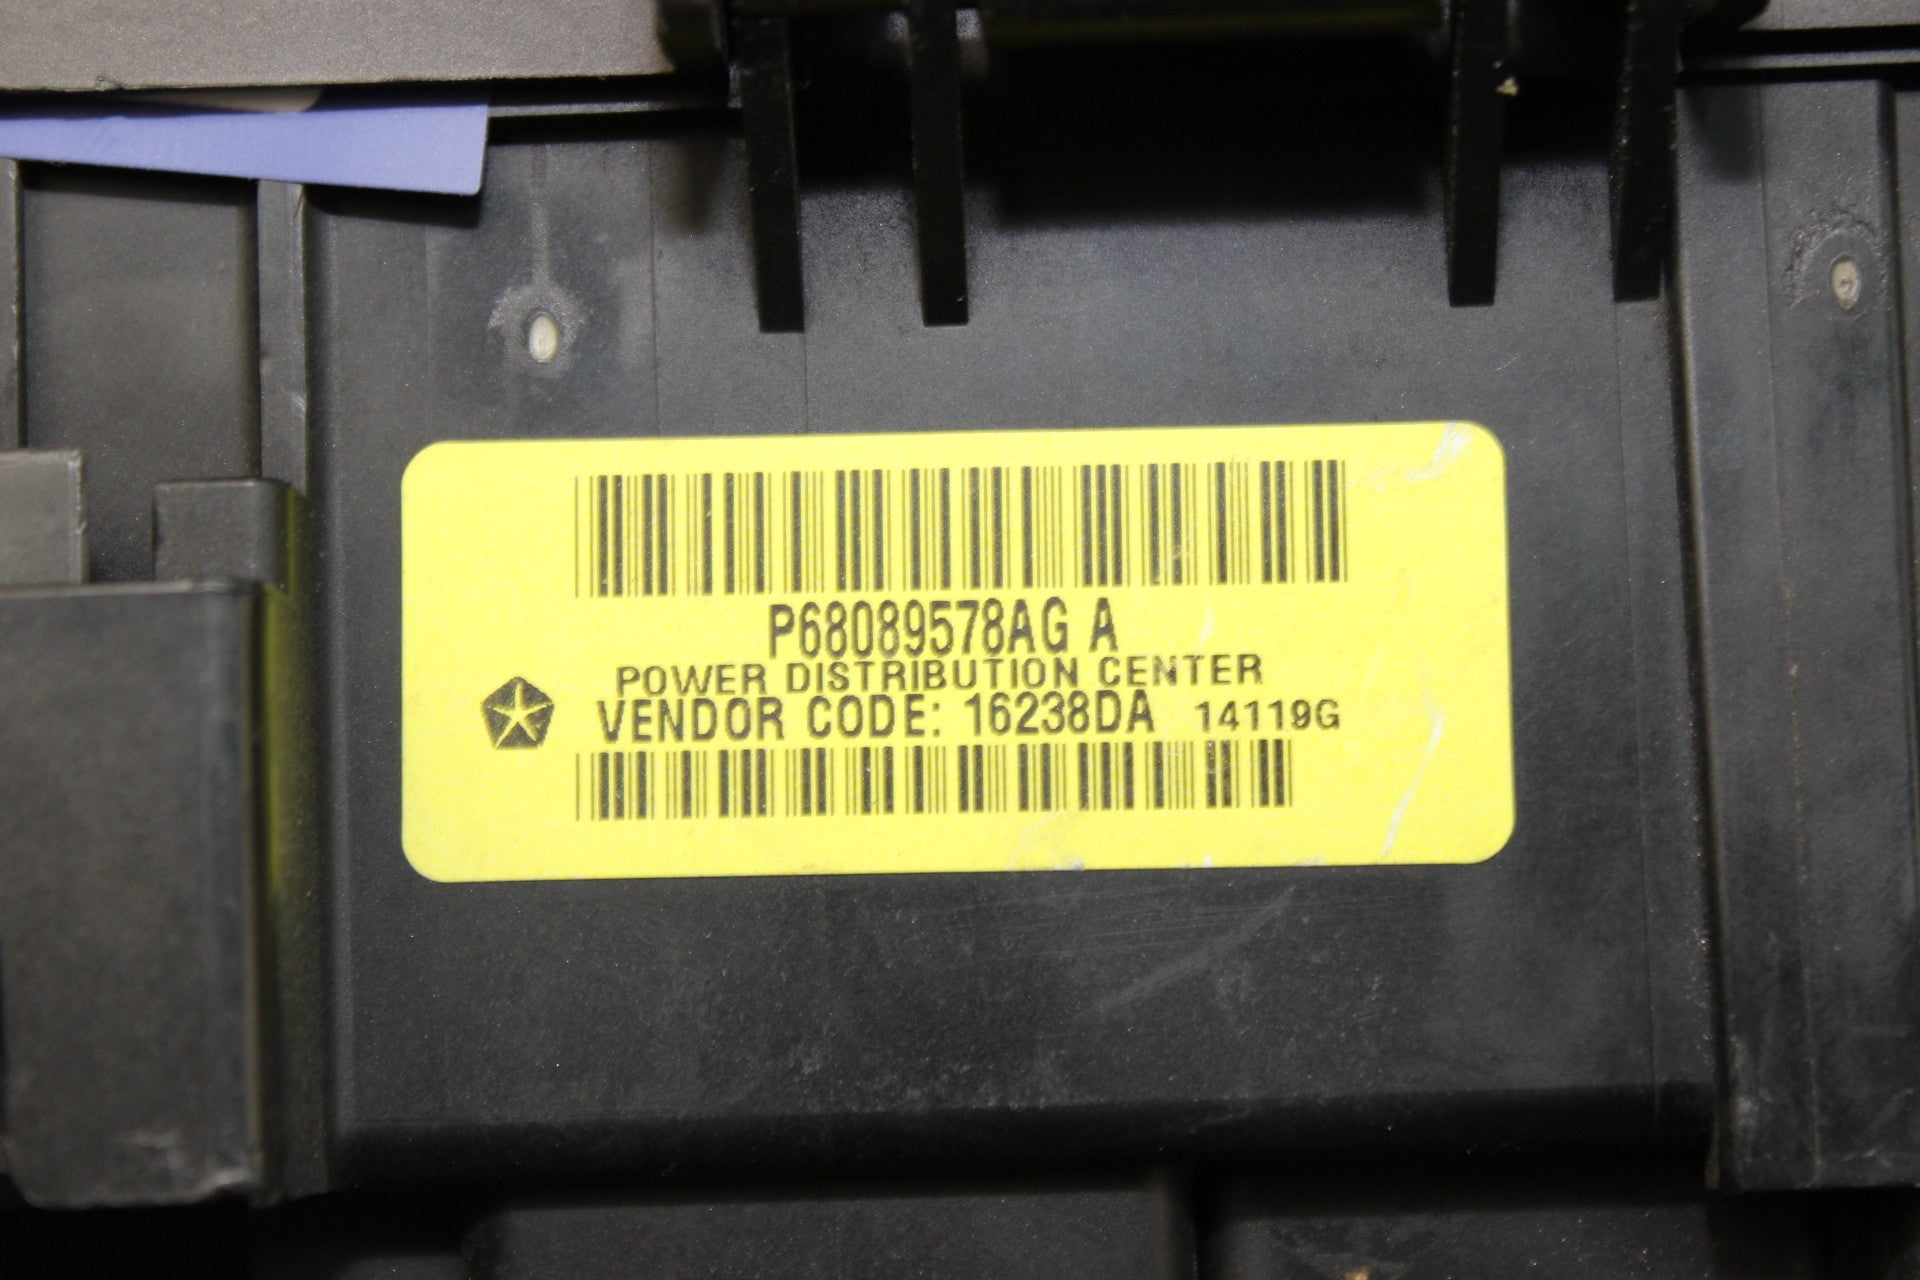 P68089578AG A
POWER DISTRIBUTION CENTER
VENDOR CODE: 16238DA 14119G